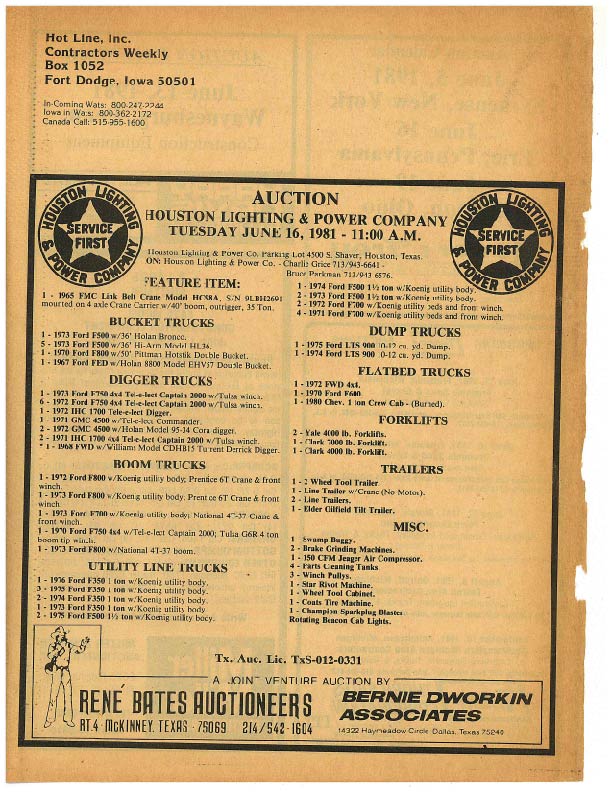 Hot Line, Inc.
Contractors Weekly
Box 1052
Fort Dodge, Iowa 50501
In-Coming Wats: 800-247-2244
Iowa in Wats: 800-362-2172
Canada Call: 515-955-1600
HOUSTON LIGHTING & POWER COMPANY
SERVICE FIRST
AUCTION
HOUSTON LIGHTING & POWER COMPANY
TUESDAY JUNE 16, 1981 - 11:00 A.M.
HOUSTON LIGHTING & POWER COMPANY
SERVICE FIRST
Houston Lighting & Power Co. Parking Lot 4500 S. Shaver, Houston, Texas.
ON: Houston Lighting & Power Co. - Charlie Grice 713/943-6641 -
Bruce Parkman 713/943-6576.
FEATURE ITEM:
1 - 1965 FMC Link Belt Crane Model HC58A, S/N 9LBH2691
mounted on 4 axle Crane Carrier w/40' boom, outrigger, 35 Ton.
BUCKET TRUCKS
1 - 1973 Ford F500 w/36' Holan Bronco.
5 - 1973 Ford F500 w/36' Hi-Arm Model HL36.
1 - 1970 Ford F800 w/50' Pittman Hotstik Double Bucket.
1 - 1967 Ford FED w/Holan 8800 Model EHV37 Double Bucket.
DIGGER TRUCKS
1 - 1973 Ford F750 4x4 Tel-e-lect Captain 2000 w/Tulsa winch.
6 - 1972 Ford F750 4x4 Tel-e-lect Captain 2000 w/Tulsa winch.
1 - 1972 IHC 1700 Tele-e-lect Digger.
1 - 1971 GMC 4500 w/Tel-e-lect Commander.
2 - 1972 GMC 4500 w/Holan Model 95-14 Corn digger.
2 - 1971 IHC 1700 4x4 Tel-e-lect Captain 2000 w/Tulsa winch.
1 - 1968 FWD w/William Model CDHB15 Turrent Derrick Digger.
BOOM TRUCKS
1 - 1972 Ford F800 w/Koenig utility body, Prentice 6T Crane & front
winch.
1 - 1973 Ford F800 w/Koenig utility body, Prentice 6T Crane & front
winch.
1 - 1973 Ford F700 w/Koenig utility body; National 4T-37 Crane &
front winch.
1 - 1970 Ford F750 4x4 w/Tel-e-lect Captain 2000; Tulsa G6R 4 ton
boom tip winch.
1 - 1973 Ford F800 w/National 4T-37 boom.
UTILITY LINE TRUCKS
1 - 1976 Ford F350 1 ton w/Koenig utility body.
3 - 1975 Ford F350 1 ton w/Koenig utility body.
2 - 1974 Ford F350 1 ton w/Koenig utility body.
1 - 1973 Ford F350 1 ton w/Koenig utility body.
2 - 1975 Ford F500 1½ ton w/Koenig utility body.
1 - 1974 Ford F500 1½ ton w/Koenig utility body.
2 - 1973 Ford F500 1½ ton w/Koenig utility body.
2 - 1972 Ford F700 w/Koenig utility beds and front winch.
4 - 1971 Ford F700 w/Koenig utility beds and front winch.
DUMP TRUCKS
1 - 1975 Ford LTS 900 10-12 cu. yd. Dump.
1 - 1974 Ford LTS 900 10-12 cu. yd. Dump.
FLATBED TRUCKS
1 - 1972 FWD 4x4.
1 - 1970 Ford F600.
1 - 1980 Chev. 1 ton Crew Cab - (Burned).
FORKLIFTS
2 - Yale 4000 lb. Forklifts.
1 - Clark 7000 lb. Forklifts.
1 - Clark 4000 lb. Forklift.
TRAILERS
1 - 2 Wheel Tool Trailer
1 - Line Trailer w/Crane (No Motor).
2 - Line Trailers.
1 - Elder Gilfield Tilt Trailer.
MISC.
1 Swamp Buggy.
2 - Brake Grinding Machines.
1 - 150 CFM Jeager Air Compressor.
4 - Parts Cleaning Tanks
3 - Winch Pullys.
1 - Star Rivot Machine.
1 - Wheel Tool Cabinet.
1 - Coats Tire Machine.
1 - Champion Sparkplug Blaster
Rotating Beacon Cab Lights.
Tx. Auc. Lic. TxS-012-0331
A JOINT VENTURE AUCTION BY
RENÉ BATES AUCTIONEERS
RT. 4 · McKINNEY, TEXAS · 75069 214/542-1604
BERNIE DWORKIN
ASSOCIATES
14322 Haymeadow Circle Dallas, Texas 75240